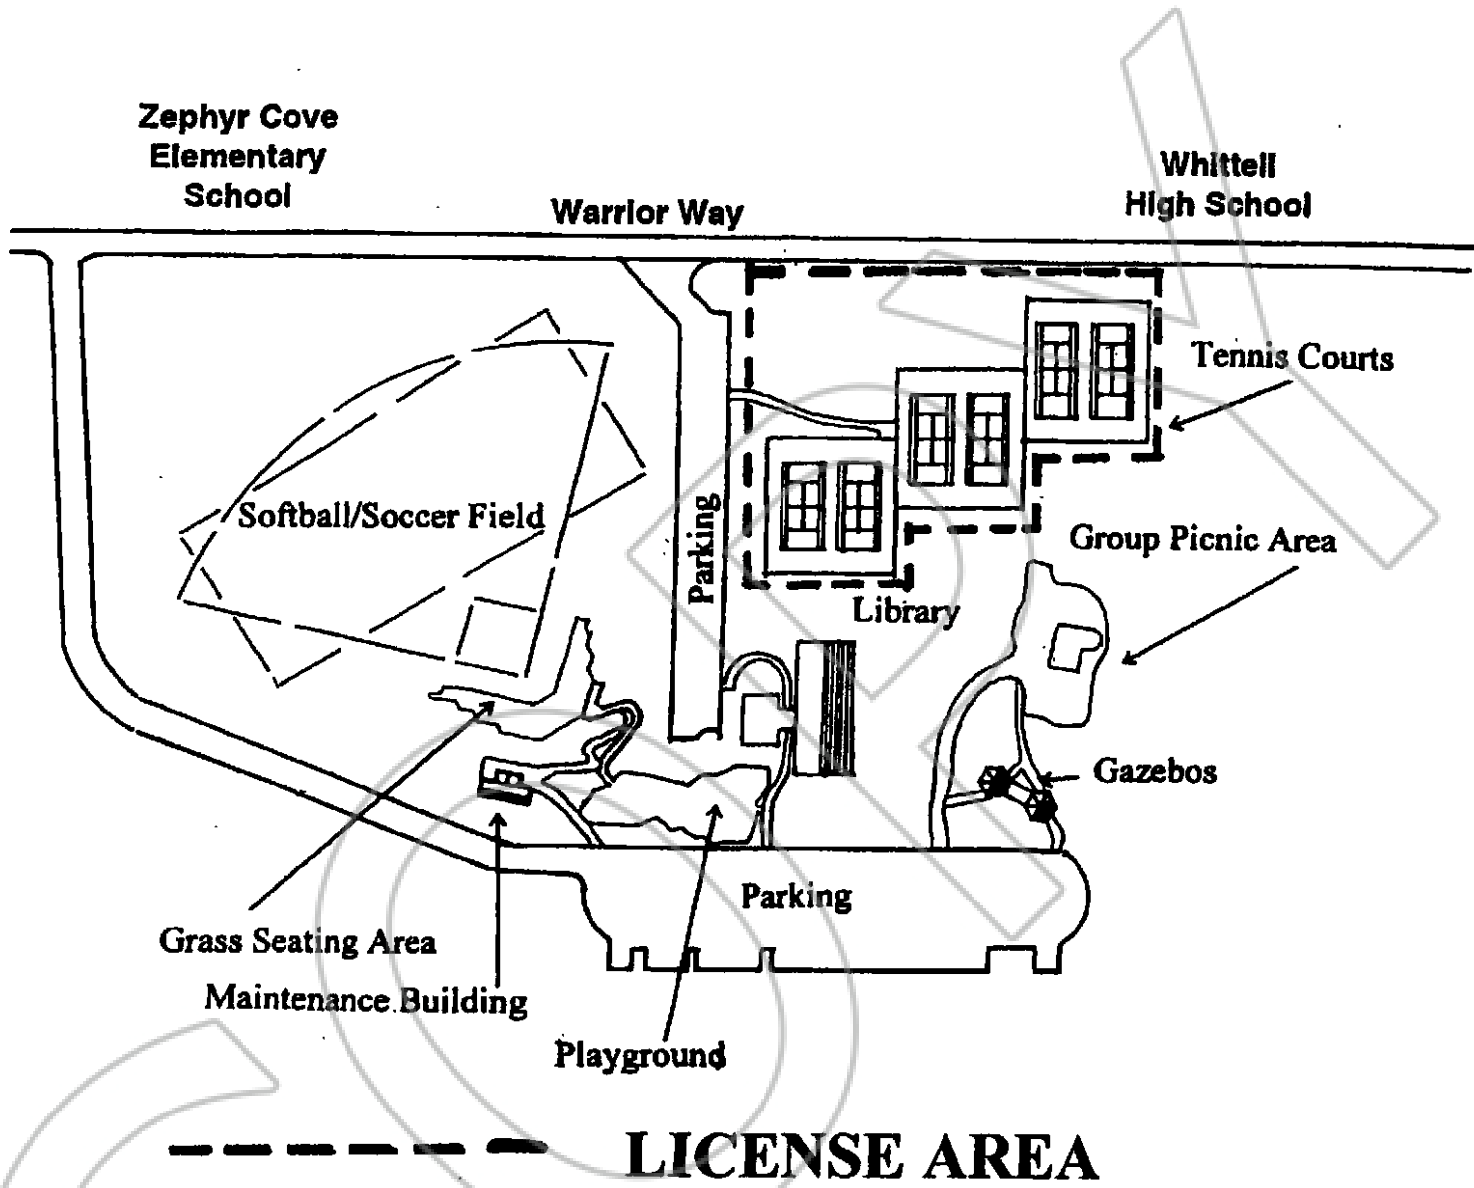 Zephyr Cove
Elementary
School
Warrior Way
Whittell
High School
Tennis Courts
Softball/Soccer Field
Parking
Group Picnic Area
Library
Gazebos
Parking
Grass Seating Area
Maintenance Building
Playground
LICENSE AREA
COPY